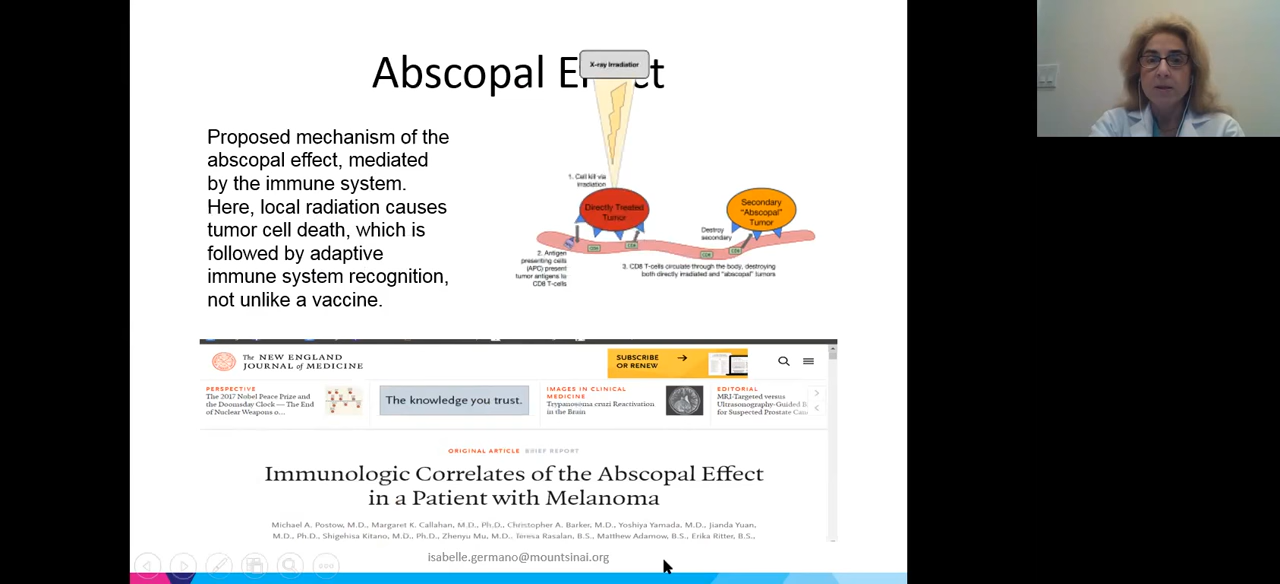 Abscopal E ct
X-ray Irradiation
Proposed mechanism of the
abscopal effect, mediated
by the immune system.
Here, local radiation causes
tumor cell death, which is
followed by adaptive
immune system recognition,
not unlike a vaccine.
1. Cell kill via
irradiation
Directly Treated
Tumor
Secondary
"Abscopal"
Tumor
Destroy
secondary
2. Antigen
presenting cells
(APC) present
tumor antigens to
CD8 T-cells
3. CD8 T-cells circulate through the body, destroying
both directly irradiated and "abscopal" tumors
The NEW ENGLAND
JOURNAL of MEDICINE
SUBSCRIBE
OR RENEW
PERSPECTIVE
The 2017 Nobel Peace Prize and
the Doomsday Clock — The End
of Nuclear Weapons o...
The knowledge you trust.
IMAGES IN CLINICAL
MEDICINE
Trypanosoma cruzi Reactivation
in the Brain
EDITORIAL
MRI-Targeted versus
Ultrasonography-Guided
for Suspected Prostate
ORIGINAL ARTICLE BRIEF REPORT
Immunologic Correlates of the Abscopal Effect
in a Patient with Melanoma
Michael A. Postow, M.D., Margaret K. Callahan, M.D., Ph.D., Christopher A. Barker, M.D., Yoshiya Yamada, M.D., Jianda Yuan,
M.D., Ph.D., Shigehisa Kitano, M.D., Ph.D., Zhenyu Mu, M.D., Teresa Rasalan, B.S., Matthew Adamow, B.S., Erika Ritter, B.S.,
isabelle.germano@mountsinai.org